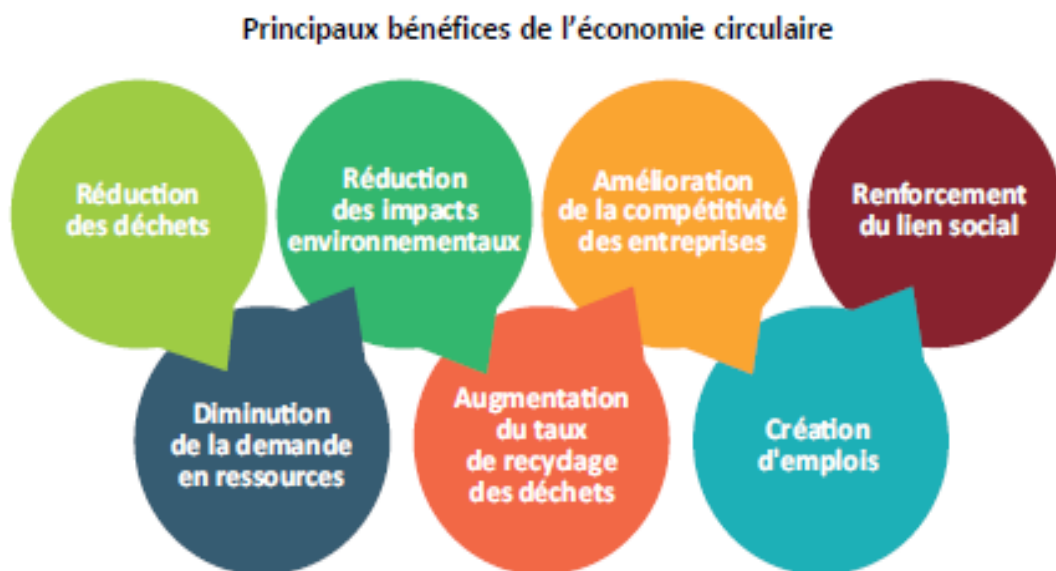 Principaux bénéfices de l'économie circulaire
Réduction
des déchets
Réduction
des impacts
environnementaux
Amélioration
de la compétitivité
des entreprises
Renforcement
du lien social
Diminution
de la demande
en ressources
Augmentation
du taux
de recyclage
des déchets
Création
d'emplois